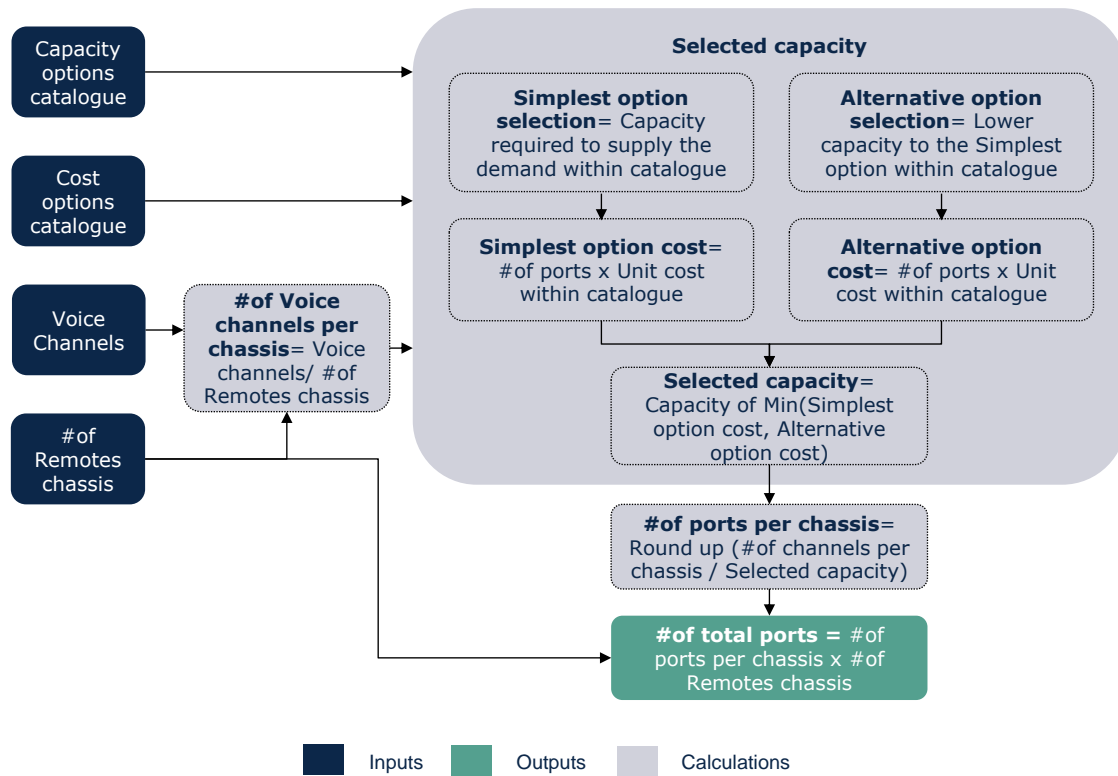 Capacity
options
catalogue
Cost
options
catalogue
Voice
Channels
#of
Remotes
chassis
#of Voice
channels per
chassis= Voice
channels/ #of
Remotes chassis
Selected capacity
Simplest option
selection= Capacity
required to supply the
demand within catalogue
Alternative option
selection= Lower
capacity to the Simplest
option within catalogue
Simplest option cost=
#of ports x Unit cost
within catalogue
Alternative option
cost= #of ports x Unit
cost within catalogue
Selected capacity=
Capacity of Min(Simplest
option cost, Alternative
option cost)
#of ports per chassis=
Round up (#of channels per
chassis / Selected capacity)
#of total ports = #of
ports per chassis x #of
Remotes chassis
Inputs
Outputs
Calculations